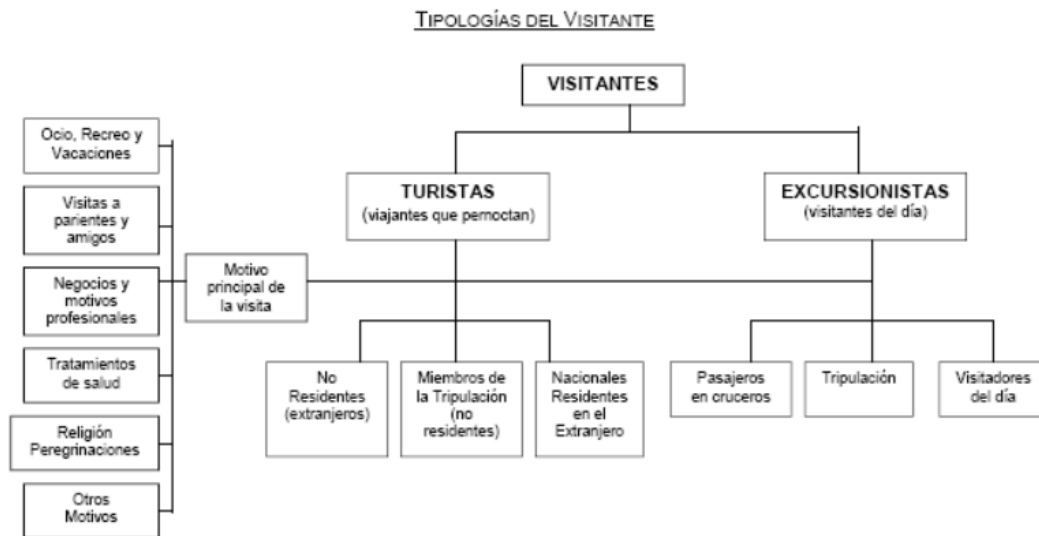 TIPOLOGÍAS DEL VISITANTE
VISITANTES
TURISTAS
(viajantes que pernoctan)
EXCURSIONISTAS
(visitantes del día)
Ocio, Recreo y
Vacaciones
Visitas a
parientes y
amigos
Negocios y
motivos
profesionales
Tratamientos
de salud
Religión
Peregrinaciones
Otros
Motivos
Motivo
principal de
la visita
No
Residentes
(extranjeros)
Miembros de
la Tripulación
(no
residentes)
Nacionales
Residentes
en el
Extranjero
Pasajeros
en cruceros
Tripulación
Visitadores
del día